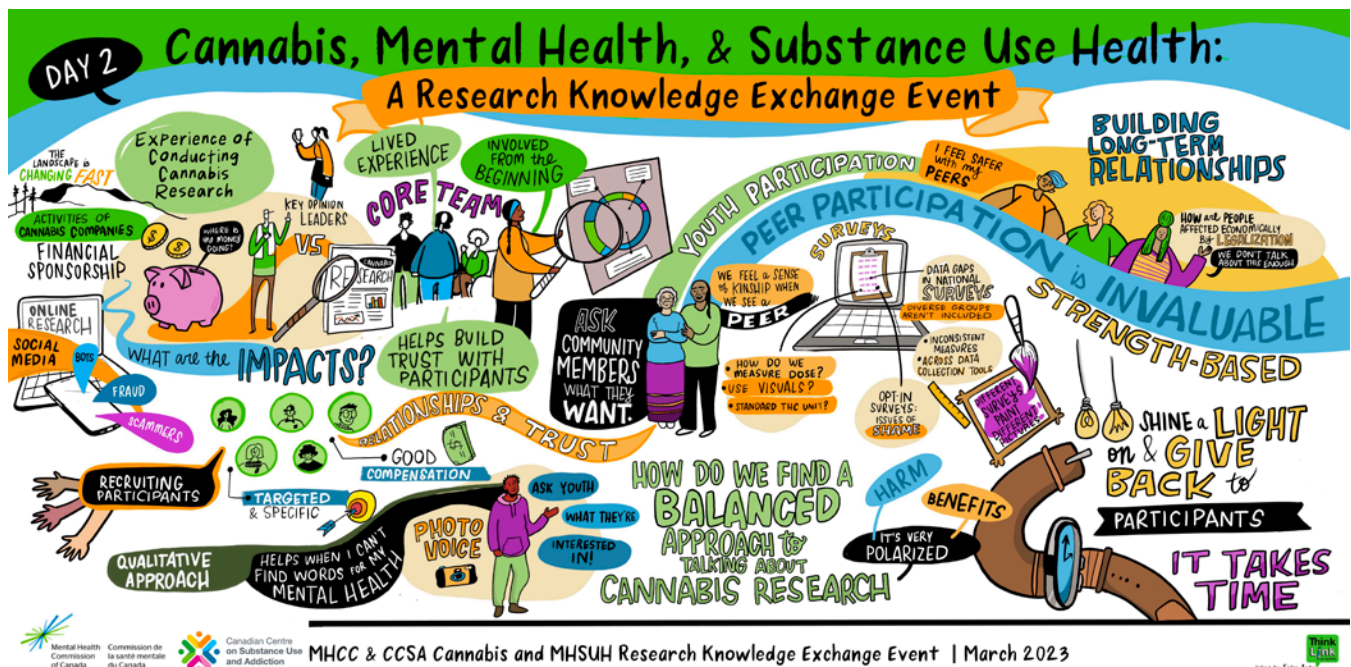 DAY 2
Cannabis, Mental Health, & Substance Use Health:
A Research Knowledge Exchange Event
THE
LANDSCAPE is
CHANGING FAST
Experience of
Conducting
Cannabis
Research
ACTIVITIES OF
CANNABIS COMPANIES
FINANCIAL
SPONSORSHIP
$
$
WHERE IS
MONEY
GOING?
KEY OPINION
LEADERS
VS
CANNABIS
RESEARCH
ONLINE
RESEARCH
SOCIAL
MEDIA
BOTS
FRAUD
SCAMMERS
WHAT are the IMPACTS?
LIVED
EXPERIENCE
INVOLVED
FROM the
BEGINNING
CORE TEAM
HELPS BUILD
TRUST WITH
PARTICIPANTS
RELATIONSHIPS & TRUST
GOOD
COMPENSATION
RECRUITING
PARTICIPANTS
TARGETED
& SPECIFIC
QUALITATIVE
APPROACH
HELPS WHEN I CAN'T
FIND WORDS for MY
MENTAL HEALTH
PHOTO
VOICE
ASK YOUTH
WHAT THEY'RE
INTERESTED
IN!
ASK
COMMUNITY
MEMBERS
WHAT THEY
WANT.
YOUTH PARTICIPATION
PEER PARTICIPATION is INVALUABLE
STRENGTH-BASED
I FEEL SAFER
with my
PEERS
BUILDING
LONG-TERM
RELATIONSHIPS
HOW are PEOPLE
AFFECTED ECONOMICALLY
By LEGALIZATION
WE DON'T TALK
ABOUT THIS ENOUGH
WE FEEL A SENSE
of KINSHIP WHEN
WE SEE a
PEER
SURVEYS
DATA GAPS
IN NATIONAL
SURVEYS
DIVERSE GROUPS
AREN'T INCLUDED
• INCONSISTENT
MEASURES
• ACROSS DATA
COLLECTION TOOLS
• HOW DO WE
MEASURE DOSE?
• USE VISUALS?
• STANDARD THC UNIT?
OPT-IN
SURVEYS:
ISSUES OF
SHAME
DIFFERENT
SURVEYS
PAINT
DIFFERENT
PICTURES
HOW DO WE FIND A
BALANCED
APPROACH to
TALKING ABOUT
CANNABIS RESEARCH
HARM
BENEFITS
IT'S VERY
POLARIZED
SHINE a LIGHT
on & GIVE
BACK to
PARTICIPANTS
IT TAKES
TIME
Mental Health
Commission
of Canada
Commission de
la santé mentale
du Canada
Canadian Centre
on Substance Use
and Addiction
MHCC & CCSA Cannabis and MHSUH Research Knowledge Exchange Event | March 2023
Think
Link